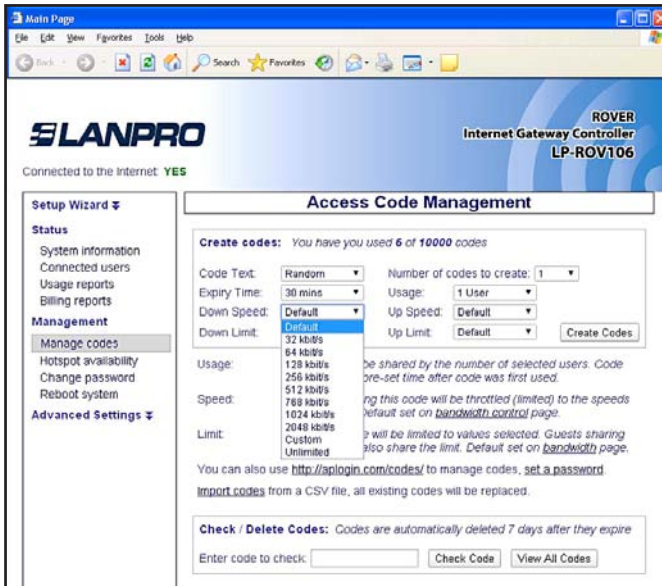 Main Page
File Edit View Favorites Tools Help
Back Search Favorites
LANPRO
ROVER
Internet Gateway Controller
LP-ROV106
Connected to the Internet: YES
Setup Wizard
Status
System information
Connected users
Usage reports
Billing reports
Management
Manage codes
Hotspot availability
Change password
Reboot system
Advanced Settings
Access Code Management
Create codes: You have you used 6 of 10000 codes
Code Text: Random Number of codes to create: 1
Expiry Time: 30 mins Usage: 1 User
Down Speed: Default Up Speed: Default
Down Limit: Up Limit: Default Create Codes
Default
32 kbit/s
64 kbit/s
128 kbit/s
256 kbit/s
512 kbit/s
768 kbit/s
1024 kbit/s
2048 kbit/s
Custom
Unlimited
Usage: be shared by the number of selected users. Code
re-set time after code was first used.
Speed: ng this code will be throttled (limited) to the speeds
efault set on bandwidth control page.
Limit: e will be limited to values selected. Guests sharing
also share the limit. Default set on bandwidth page.
You can also use http://aplogin.com/codes/ to manage codes, set a password.
Import codes from a CSV file, all existing codes will be replaced.
Check / Delete Codes: Codes are automatically deleted 7 days after they expire
Enter code to check: Check Code View All Codes